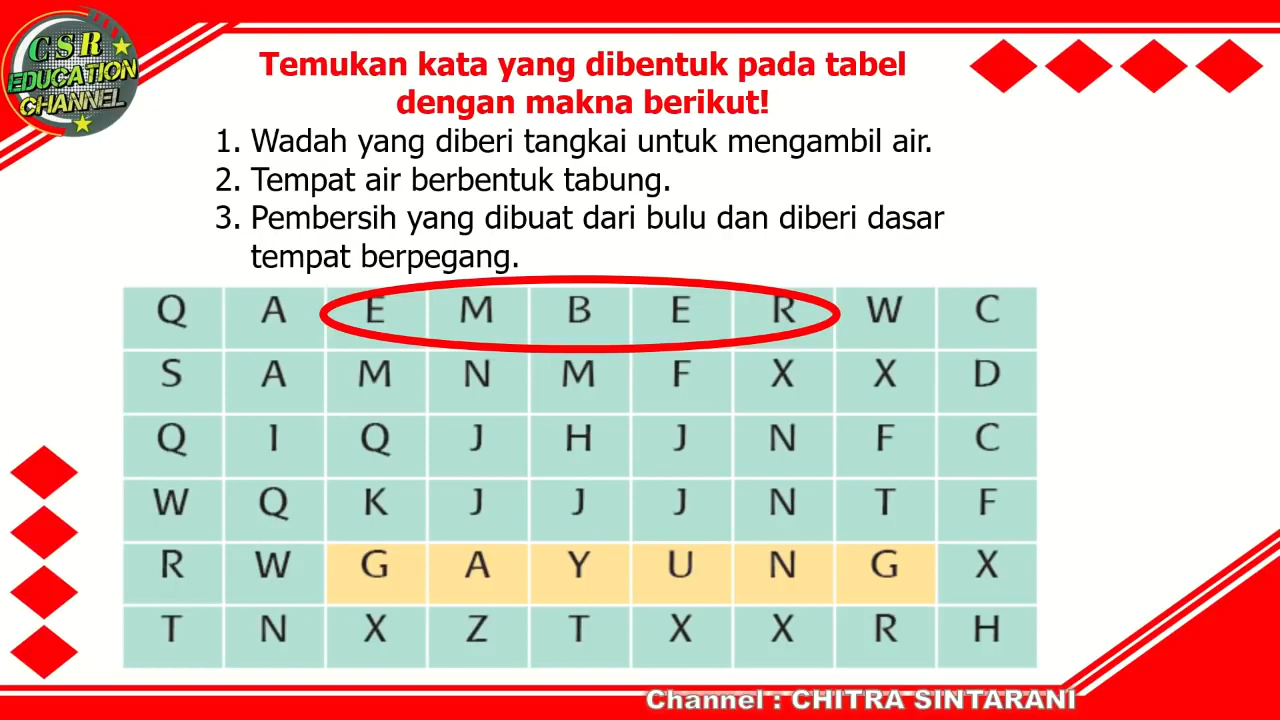 CSR
EDUCATION
CHANNEL
Temukan kata yang dibentuk pada tabel
dengan makna berikut!
1. Wadah yang diberi tangkai untuk mengambil air.
2. Tempat air berbentuk tabung.
3. Pembersih yang dibuat dari bulu dan diberi dasar
tempat berpegang.
Q A E M B E R W C
S A M N M F X X D
Q I Q J H J N F C
W Q K J J J N T F
R W G A Y U N G X
T N X Z T X X R H
Channel : CHITRA SINTARANI